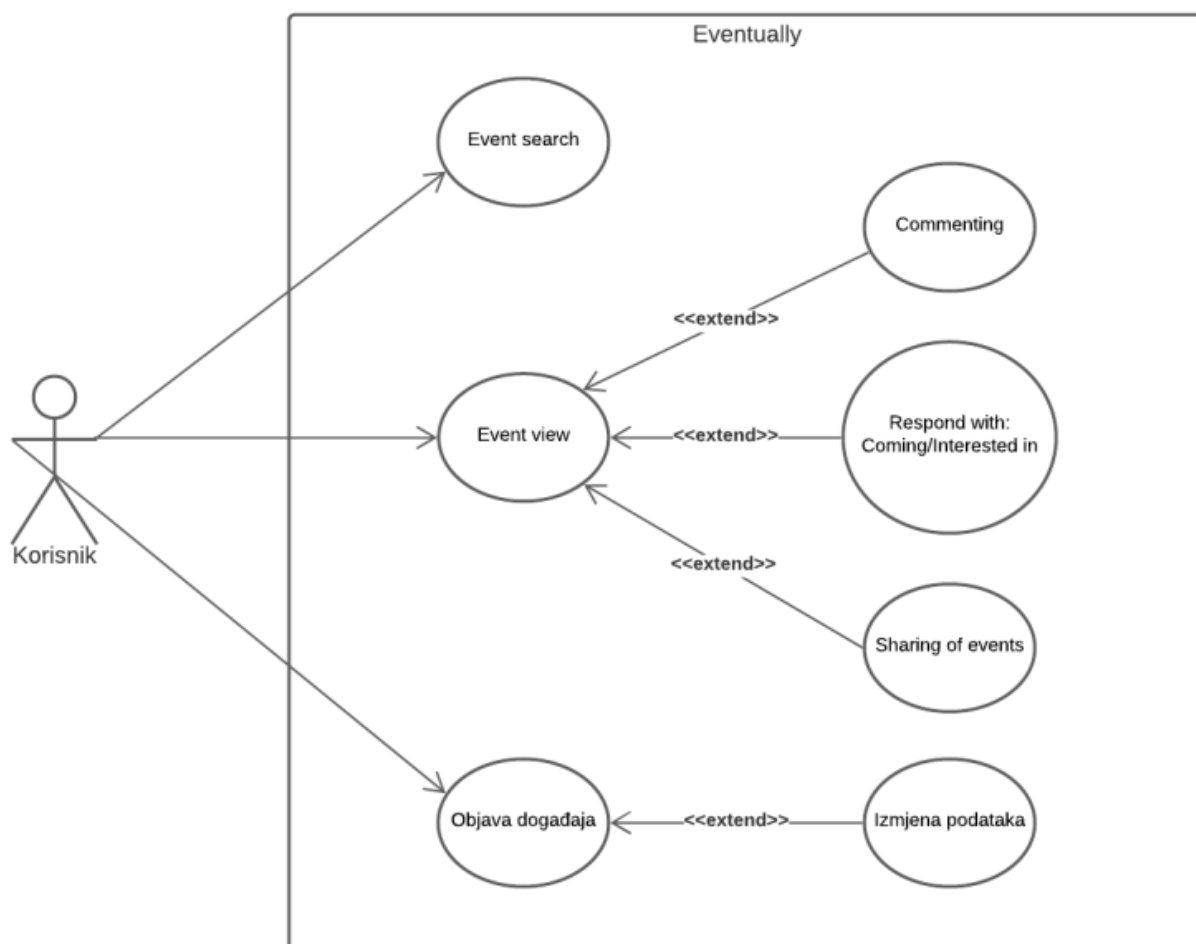 Eventually
Event search
Commenting
<<extend>>
Event view
<<extend>>
Respond with:
Coming/Interested in
Korisnik
<<extend>>
Sharing of events
Objava događaja
<<extend>>
Izmjena podataka